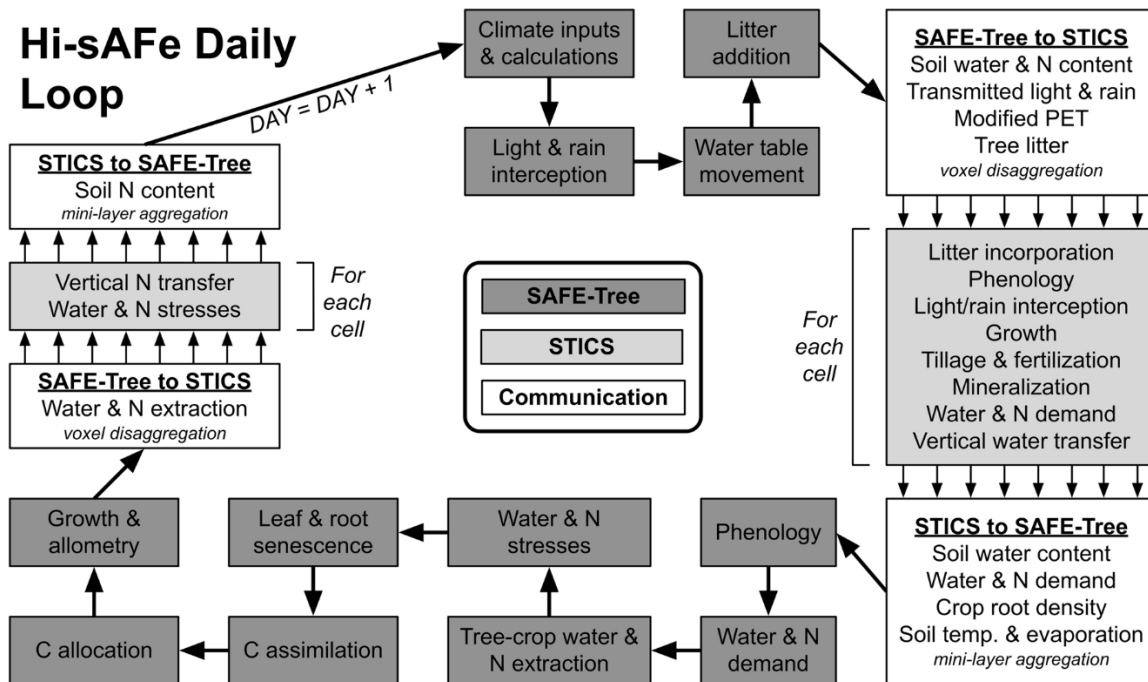 Hi-sAFe Daily
Loop
DAY = DAY + 1
Climate inputs
& calculations
Light & rain
interception
Water table
movement
Litter
addition
SAFE-Tree to STICS
Soil water & N content
Transmitted light & rain
Modified PET
Tree litter
voxel disaggregation
For
each
cell
Litter incorporation
Phenology
Light/rain interception
Growth
Tillage & fertilization
Mineralization
Water & N demand
Vertical water transfer
STICS to SAFE-Tree
Soil water content
Water & N demand
Crop root density
Soil temp. & evaporation
mini-layer aggregation
Phenology
Water & N
demand
Tree-crop water &
N extraction
Water & N
stresses
Leaf & root
senescence
C assimilation
C allocation
Growth &
allometry
SAFE-Tree to STICS
Water & N extraction
voxel disaggregation
Vertical N transfer
Water & N stresses
For
each
cell
STICS to SAFE-Tree
Soil N content
mini-layer aggregation
SAFE-Tree
STICS
Communication